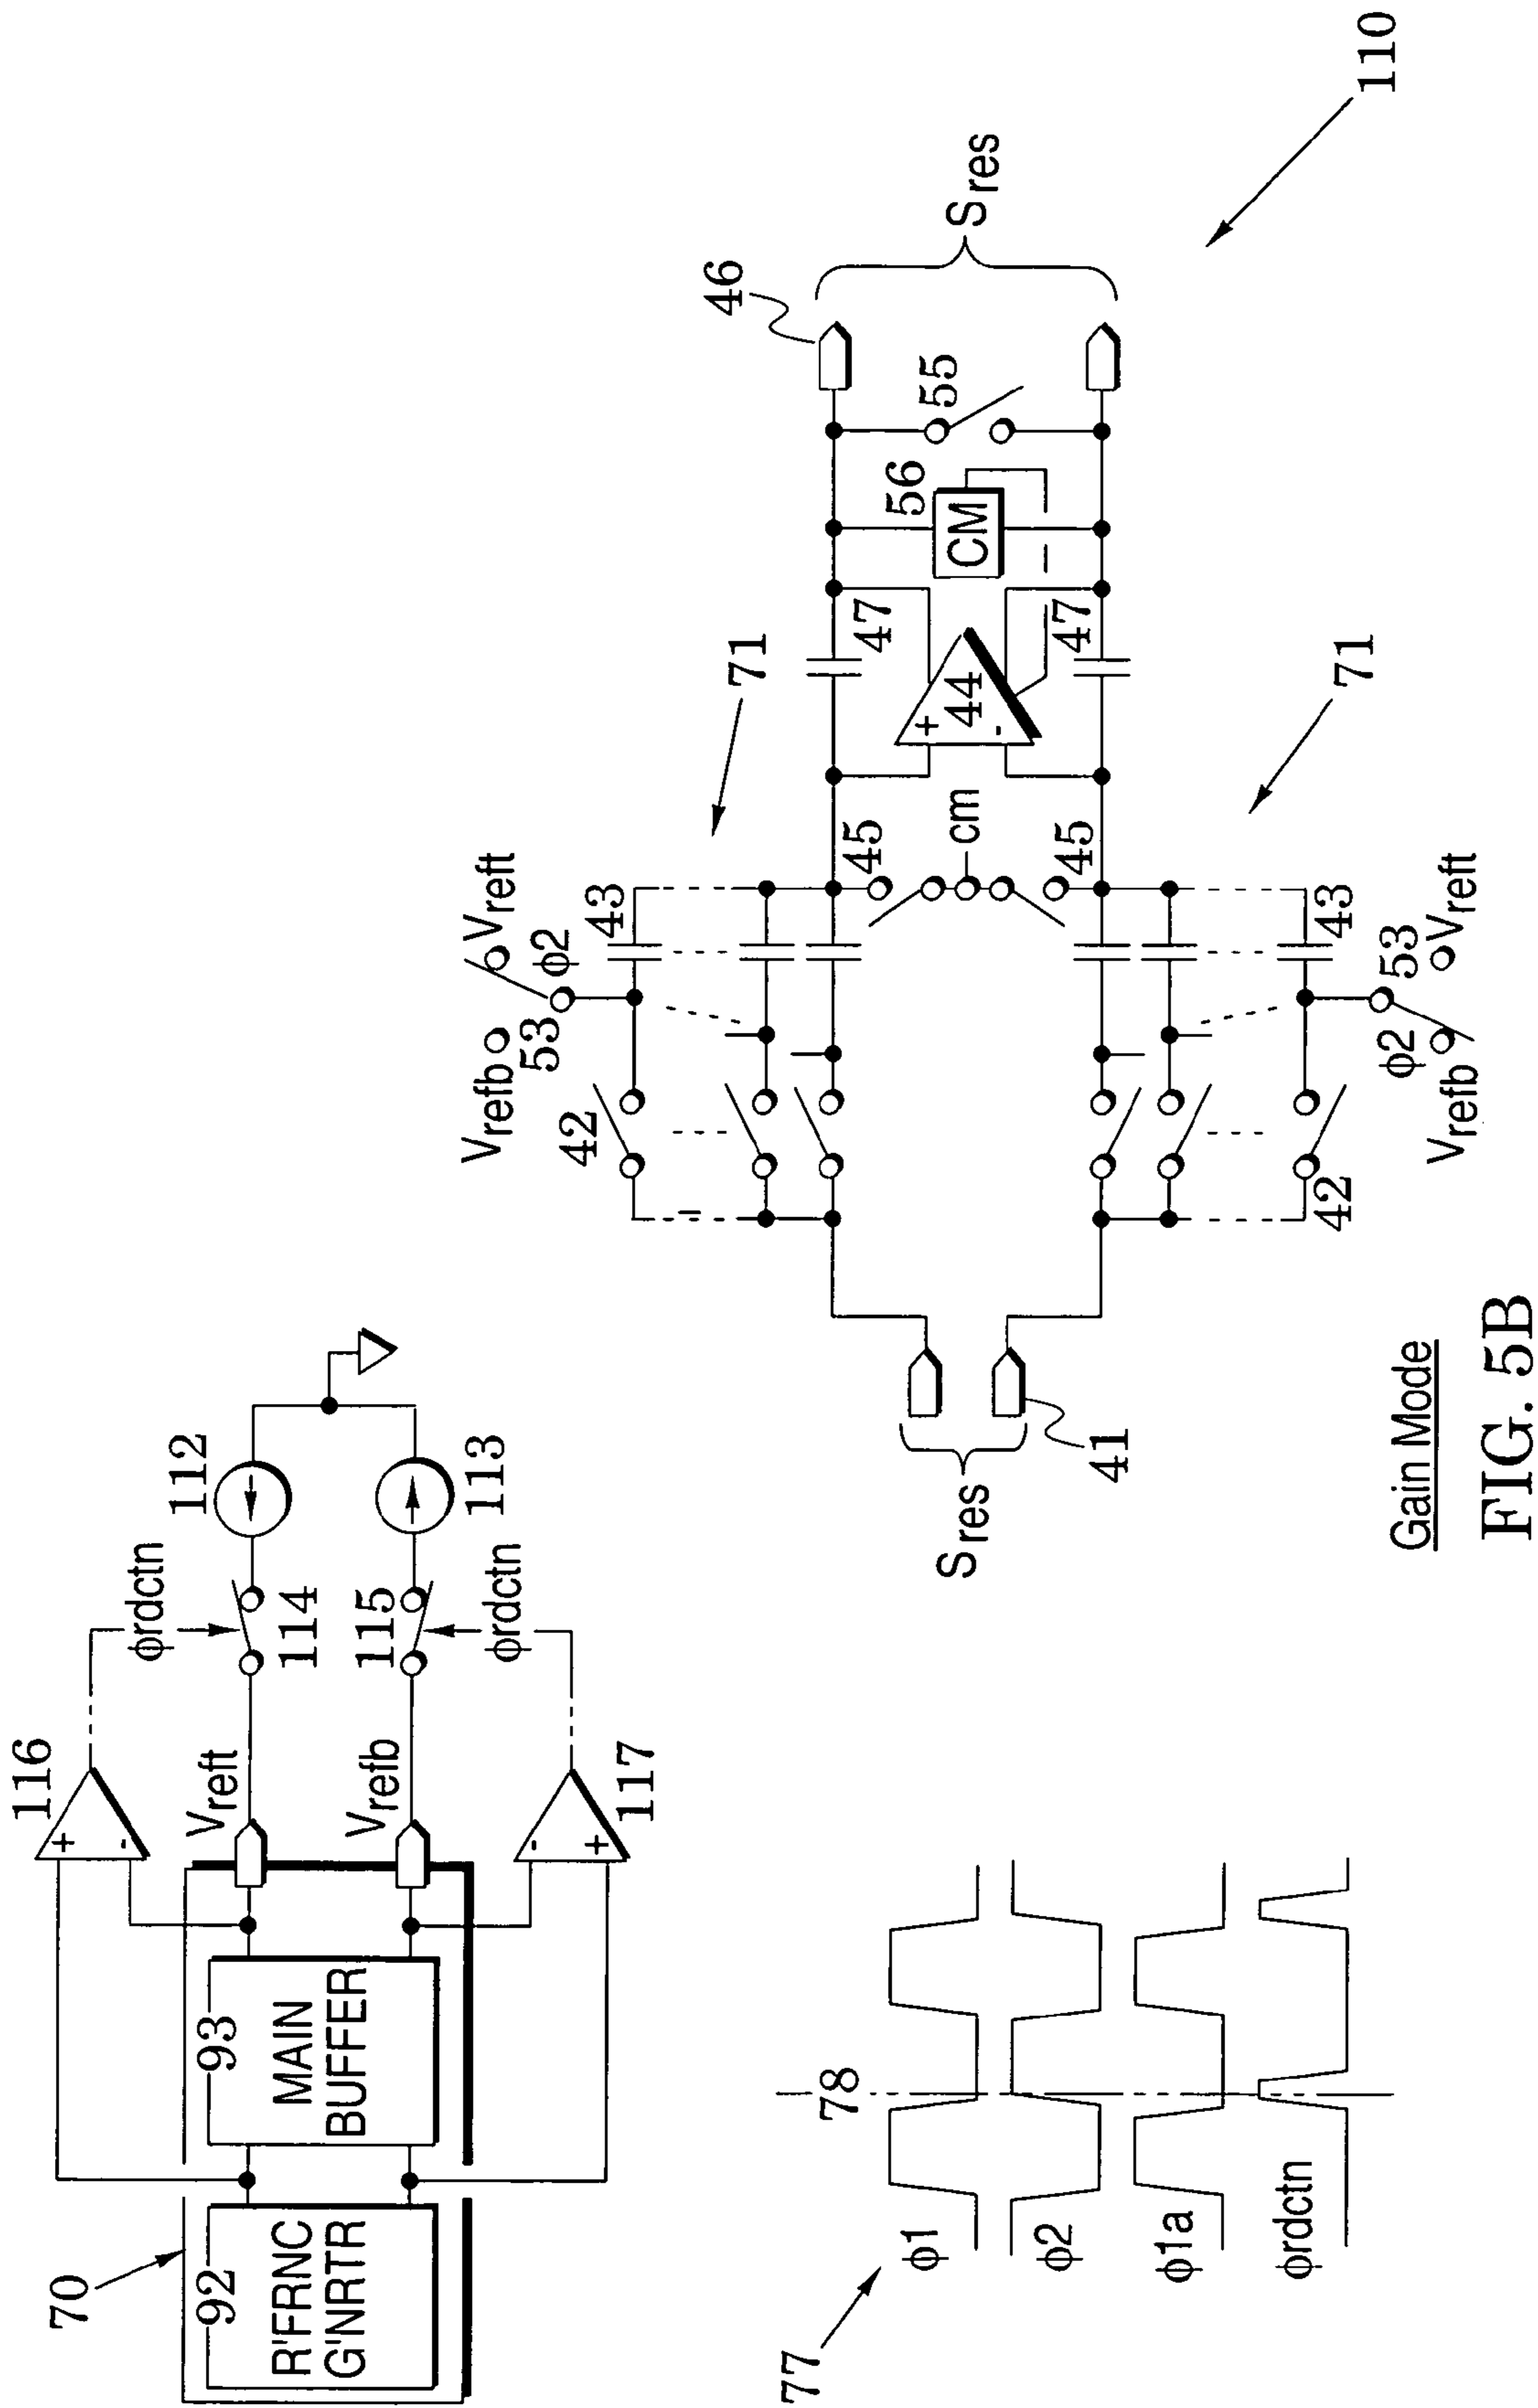 70
92
R'FRNC
G'NRTR
93
MAIN
BUFFER
116
+
-
Vreft
Vrefb
-
+
117
ϕrdctn
114
115
ϕrdctn
112
113
77
78
ϕ1
ϕ2
ϕ1a
ϕrdctn
Sres
41
Vrefb
Vreft
53
ϕ2
42
43
71
45
cm
45
+
44
-
47
47
56
CM
55
46
Sres
110
71
42
43
53
ϕ2
Vrefb
Vreft
Gain Mode
FIG. 5B